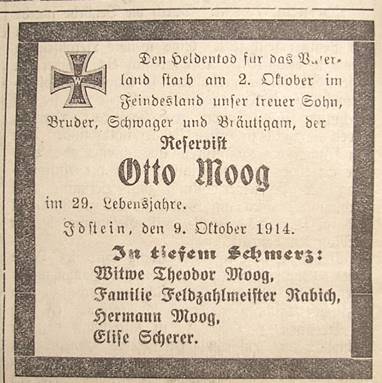 Den Heldentod für das Vater-
land starb am 2. Oktober im
Feindesland unser treuer Sohn,
Bruder, Schwager und Bräutigam, der
Reservist
Otto Moog
im 29. Lebensjahre.
Idstein, den 9. Oktober 1914.
In tiefem Schmerz:
Witwe Theodor Moog,
Familie Feldzahlmeister Rabich,
Hermann Moog,
Elise Scherer.